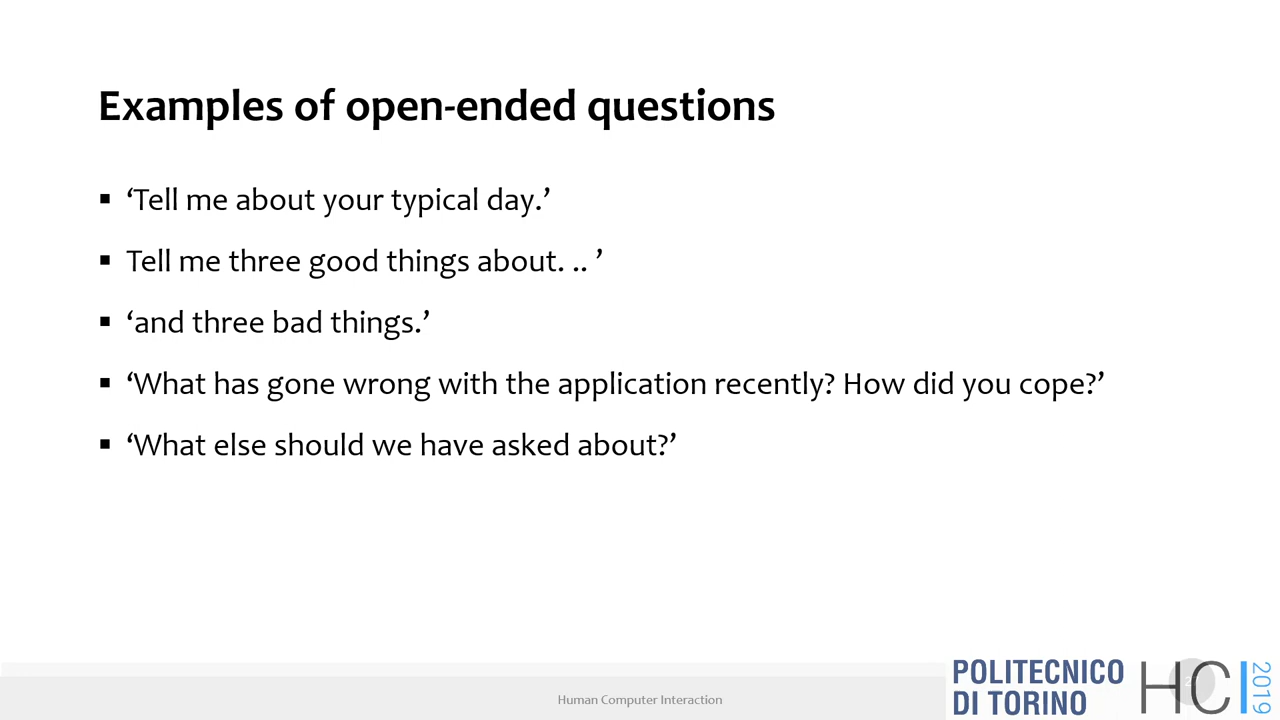 Examples of open-ended questions
▪ ‘Tell me about your typical day.’
▪ Tell me three good things about. .. ’
▪ ‘and three bad things.’
▪ ‘What has gone wrong with the application recently? How did you cope?’
▪ ‘What else should we have asked about?’
Human Computer Interaction
POLITECNICO
DI TORINO
HCI
2019